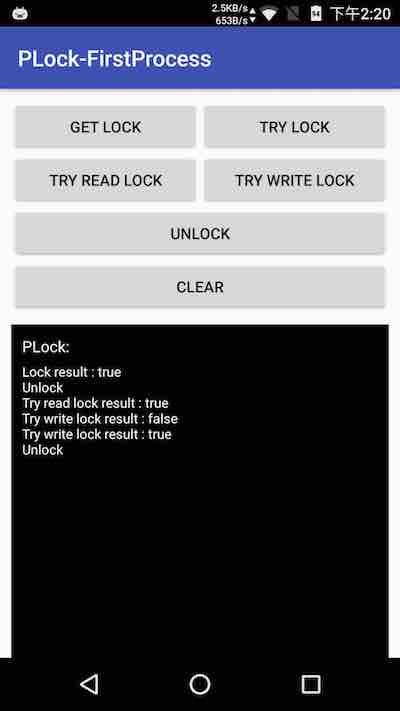 2.5KB/s
653B/s
14
下午2:20
PLock-FirstProcess
GET LOCK
TRY LOCK
TRY READ LOCK
TRY WRITE LOCK
UNLOCK
CLEAR
PLock:
Lock result : true
Unlock
Try read lock result : true
Try write lock result : false
Try write lock result : true
Unlock